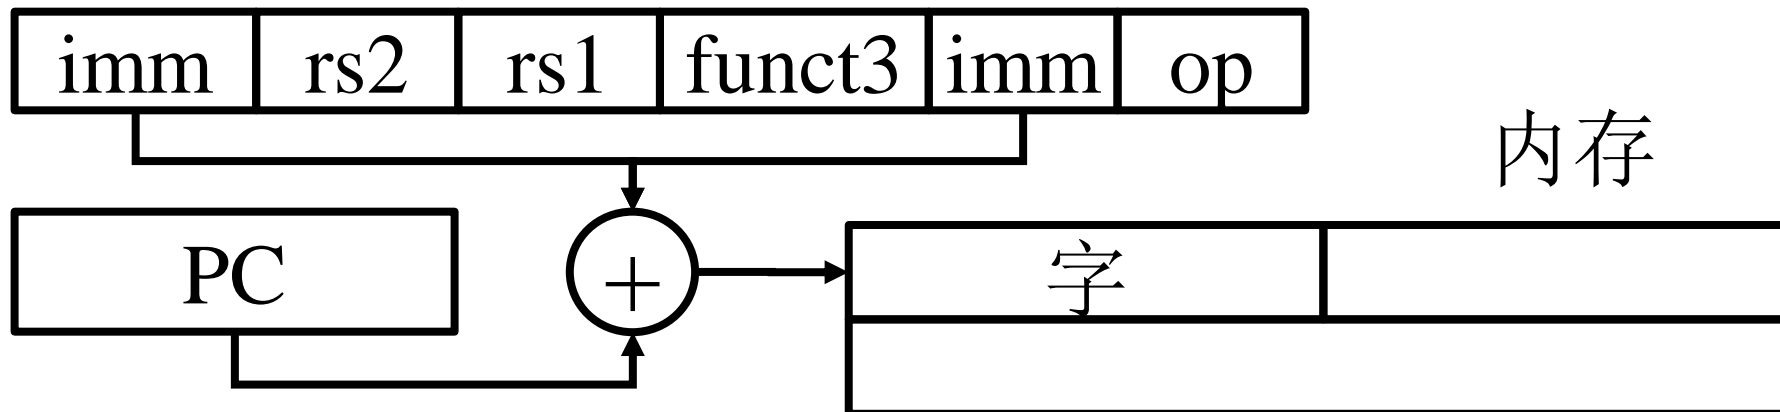 imm rs2 rs1 funct3 imm op
内存
PC
+
字